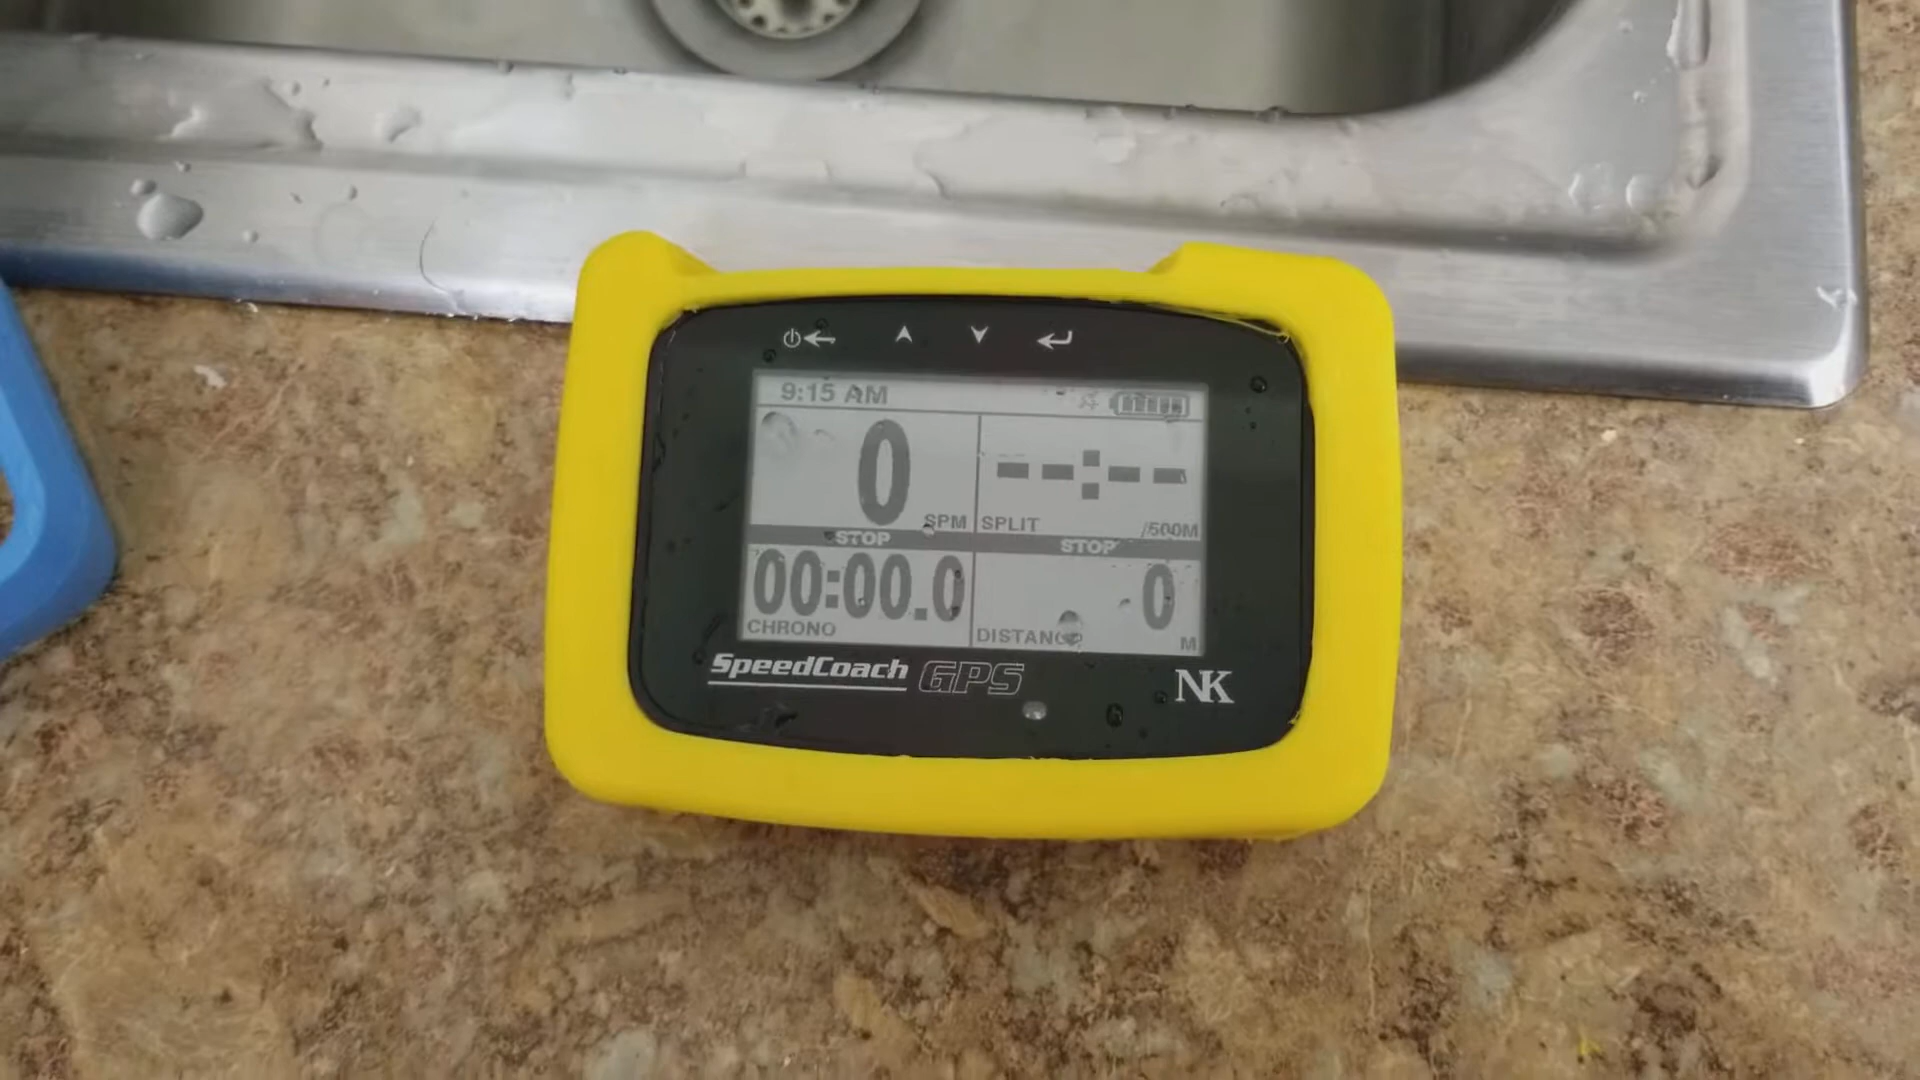 9:15 AM
0
SPM
--:--
SPLIT /500M
STOP
STOP
00:00.0
CHRONO
0
DISTANCE M
SpeedCoach GPS
NK